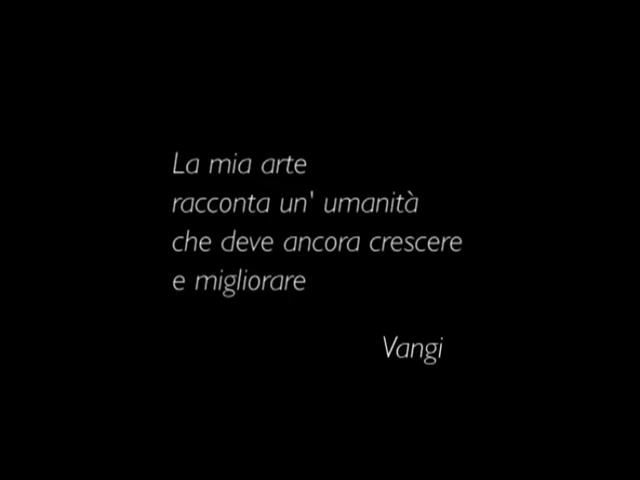 La mia arte
racconta un' umanità
che deve ancora crescere
e migliorare
Vangi